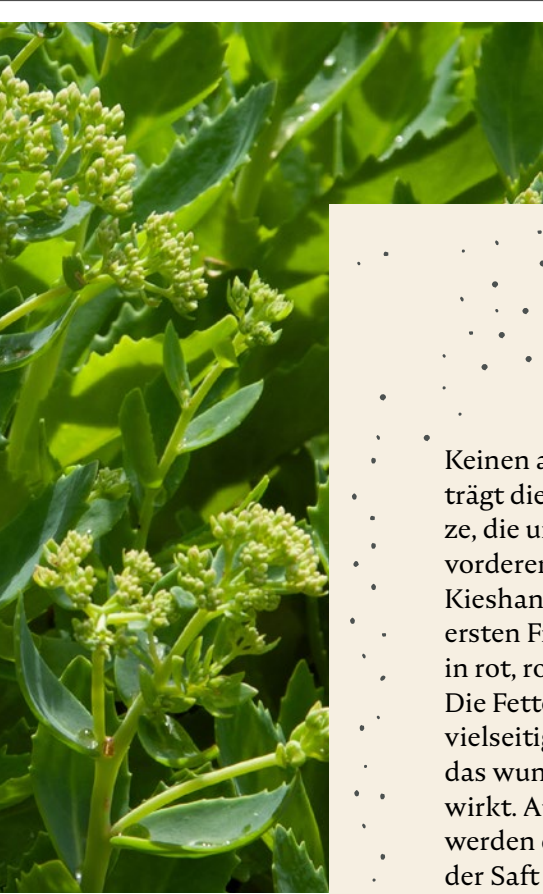 Keinen a
trägt die
ze, die u
vorderen
Kieshan
ersten F
in rot, ro
Die Fett
vielseitig
das wun
wirkt. A
werden
der Saft